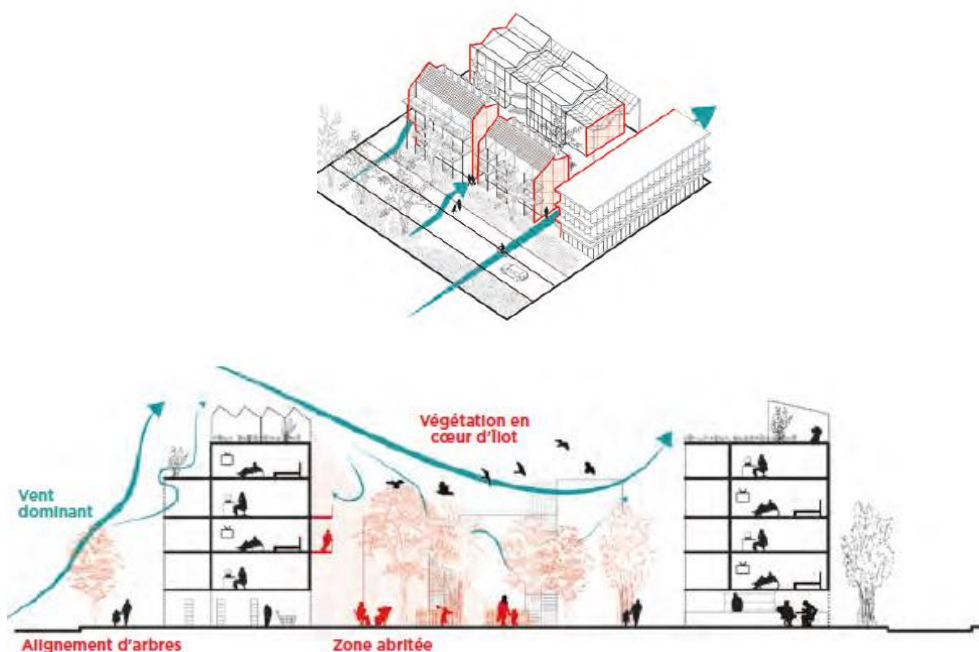 Végétation en
cœur d'îlot
Vent
dominant
Alignement d'arbres
Zone abritée